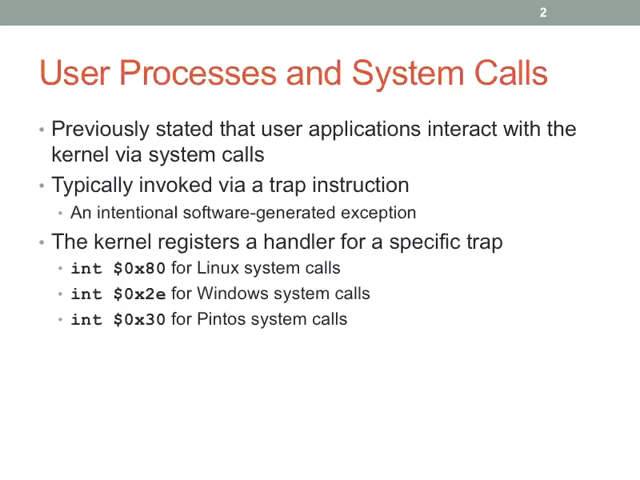 2
User Processes and System Calls
• Previously stated that user applications interact with the
kernel via system calls
• Typically invoked via a trap instruction
• An intentional software-generated exception
• The kernel registers a handler for a specific trap
• int $0x80 for Linux system calls
• int $0x2e for Windows system calls
• int $0x30 for Pintos system calls